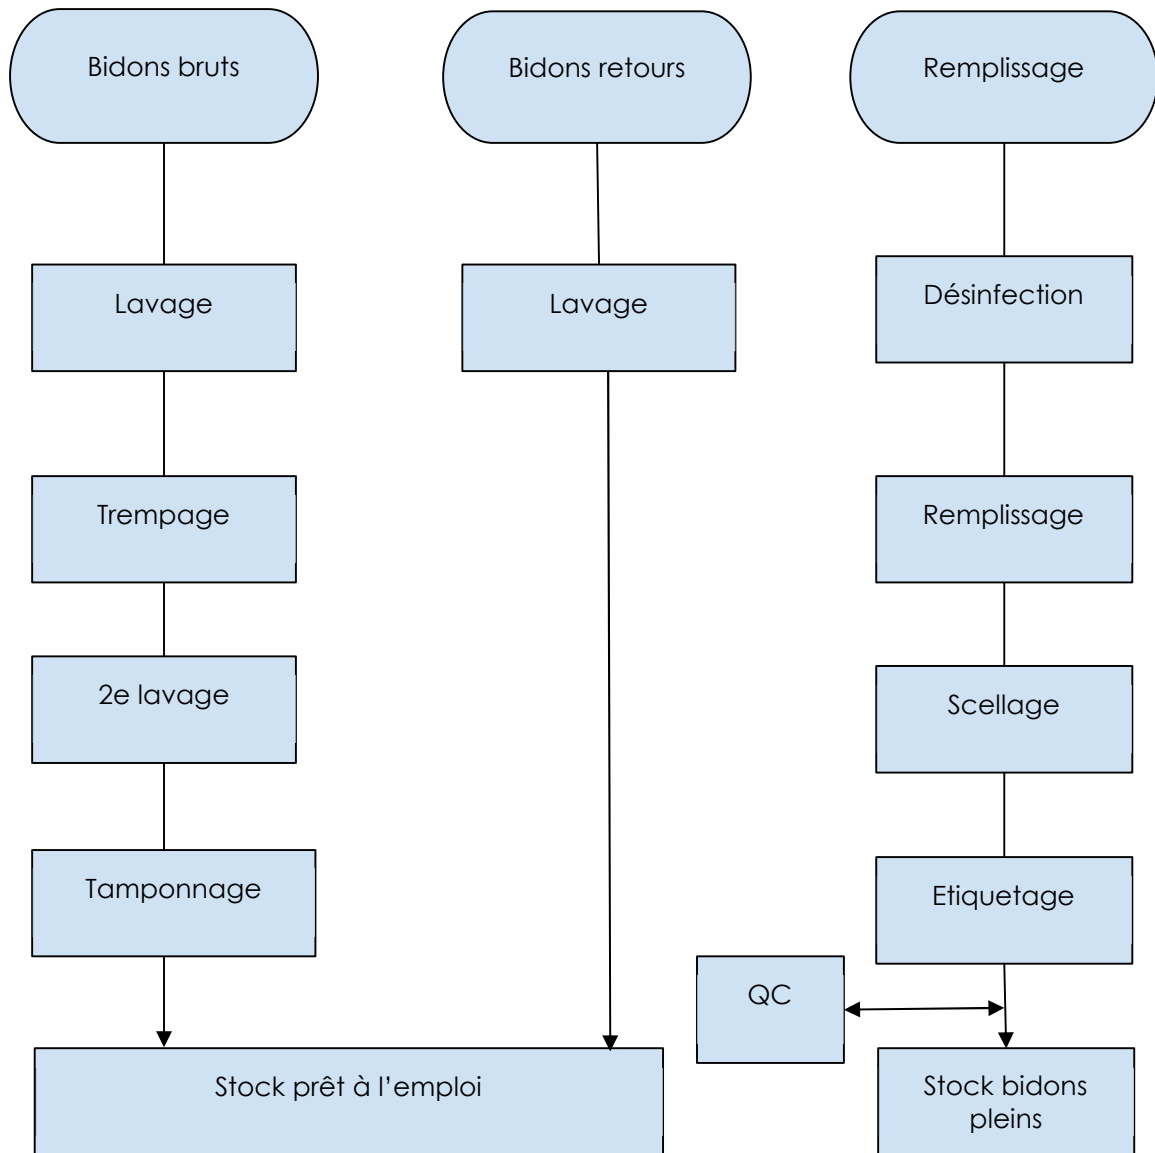 Bidons bruts
Bidons retours
Remplissage
Lavage
Lavage
Désinfection
Trempage
Remplissage
2e lavage
Scellage
Tamponnage
Etiquetage
QC
Stock prêt à l’emploi
Stock bidons
pleins